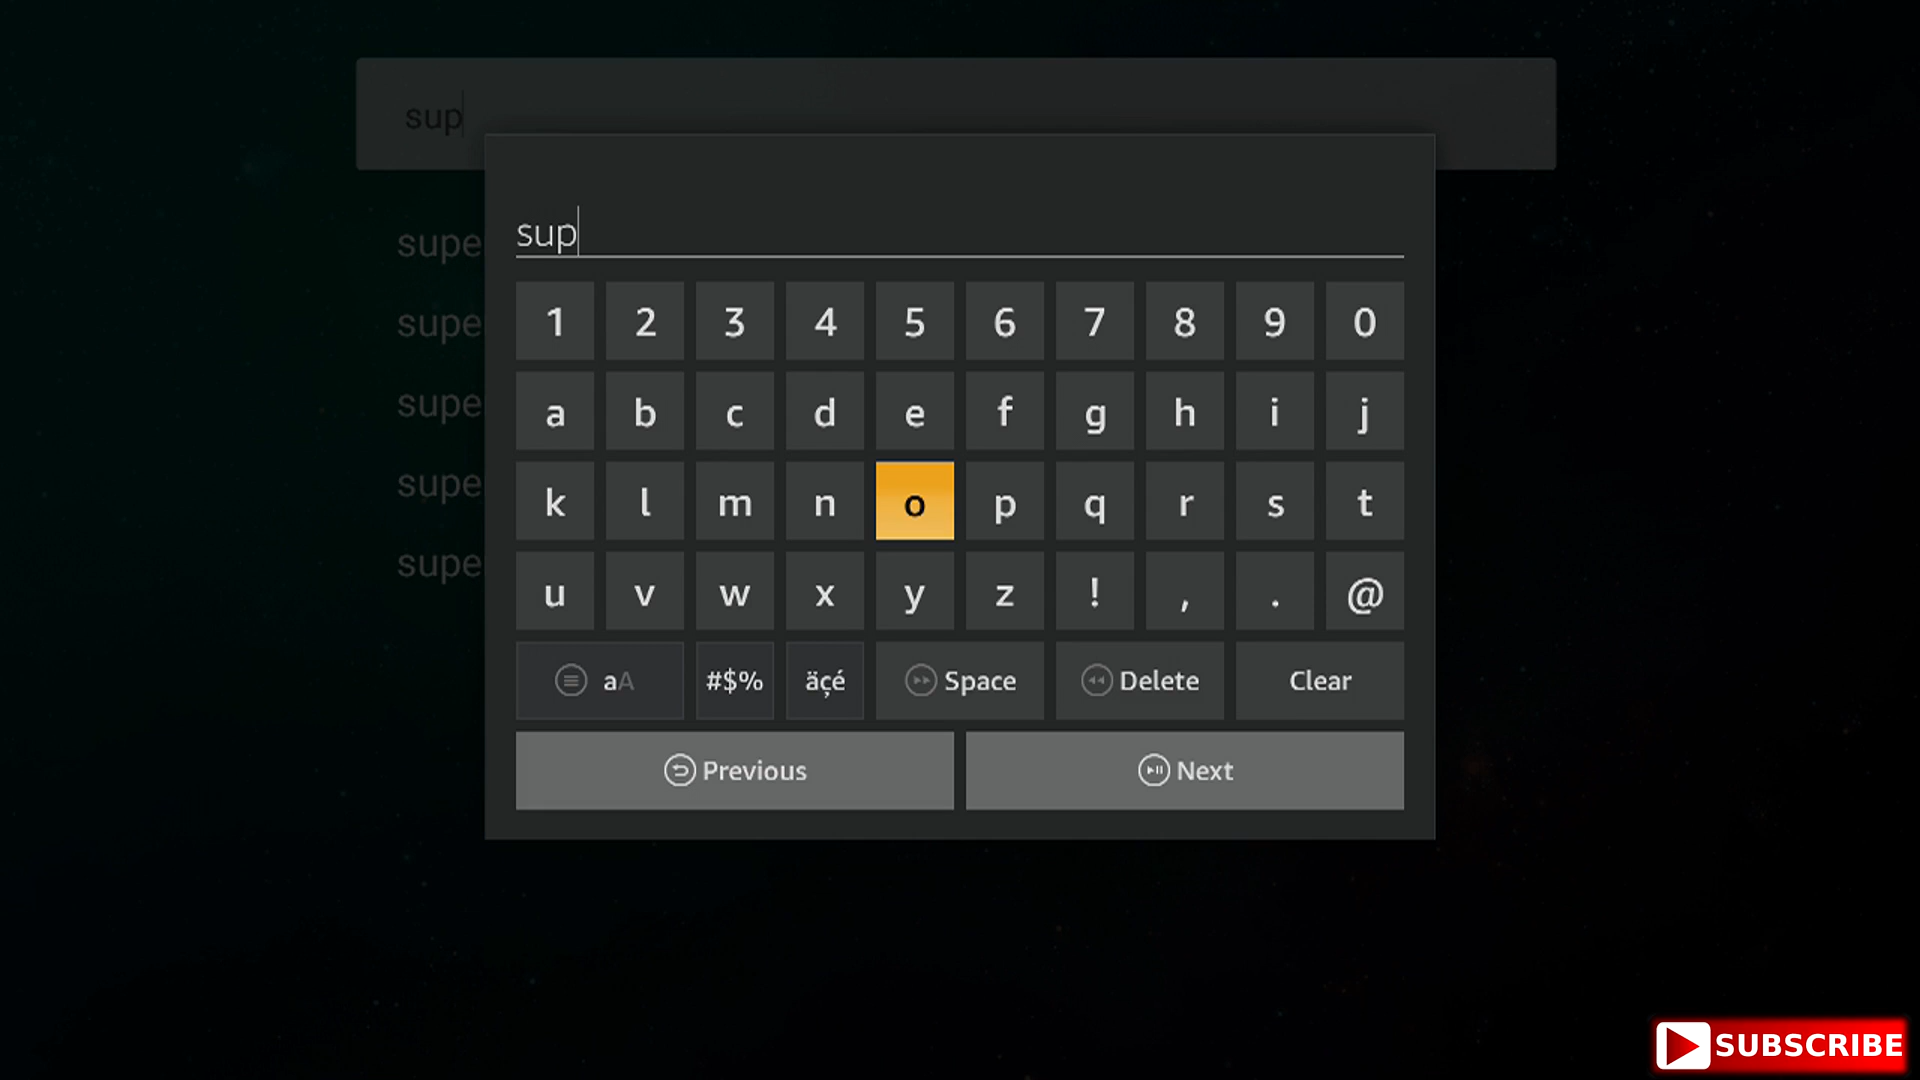 sup
supe
supe
supe
supe
supe
sup
1 2 3 4 5 6 7 8 9 0
a b c d e f g h i j
k l m n o p q r s t
u v w x y z ! , . @
aA #$% äçé Space Delete Clear
Previous Next
SUBSCRIBE